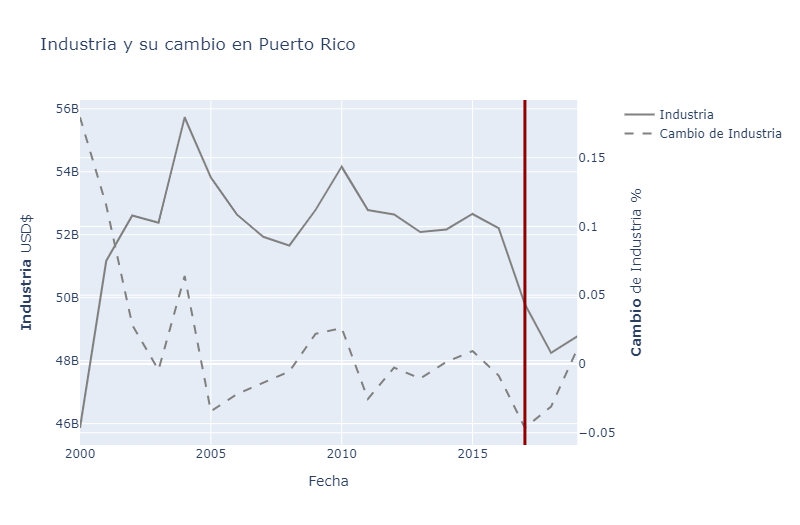 Industria y su cambio en Puerto Rico
Industria
Cambio de Industria
56B
54B
52B
50B
48B
46B
Industria USD$
0.15
0.1
0.05
0
−0.05
Cambio de Industria %
2000
2005
2010
2015
Fecha